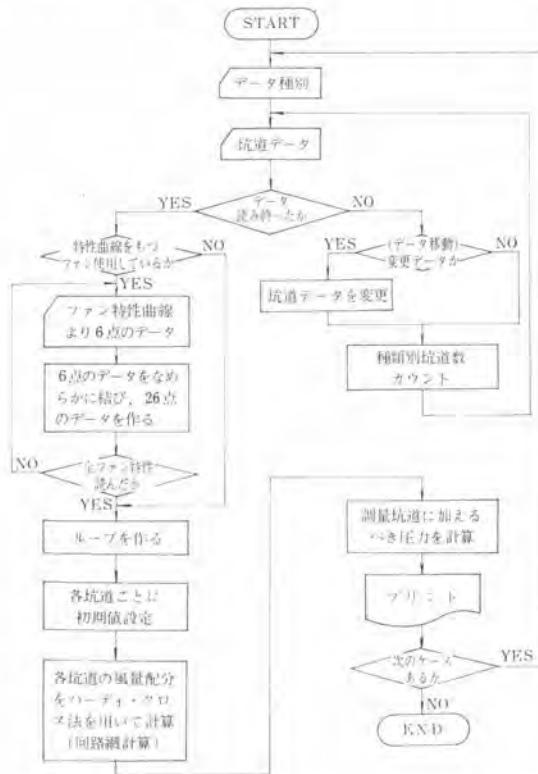 START
データ種別
坑道データ
データ
読み終ったか
YES
NO
特性曲線をもつ
ファン使用しているか
NO
YES
YES
(データ移動)
変更データか
NO
坑道データを変更
ファン特性曲線
より6点のデータ
種類別坑道数
カウント
6点のデータをなめ
らかに結び，26点
のデータを作る
NO
全ファン特性
読んだか
YES
ループを作る
調量坑道に加える
べき圧力を計算
各坑道ごとに
初期値設定
プリント
各坑道の風量配分
をハーディ・クロ
ス法を用いて計算
(回路網計算)
次のケース
あるか
YES
NO
END